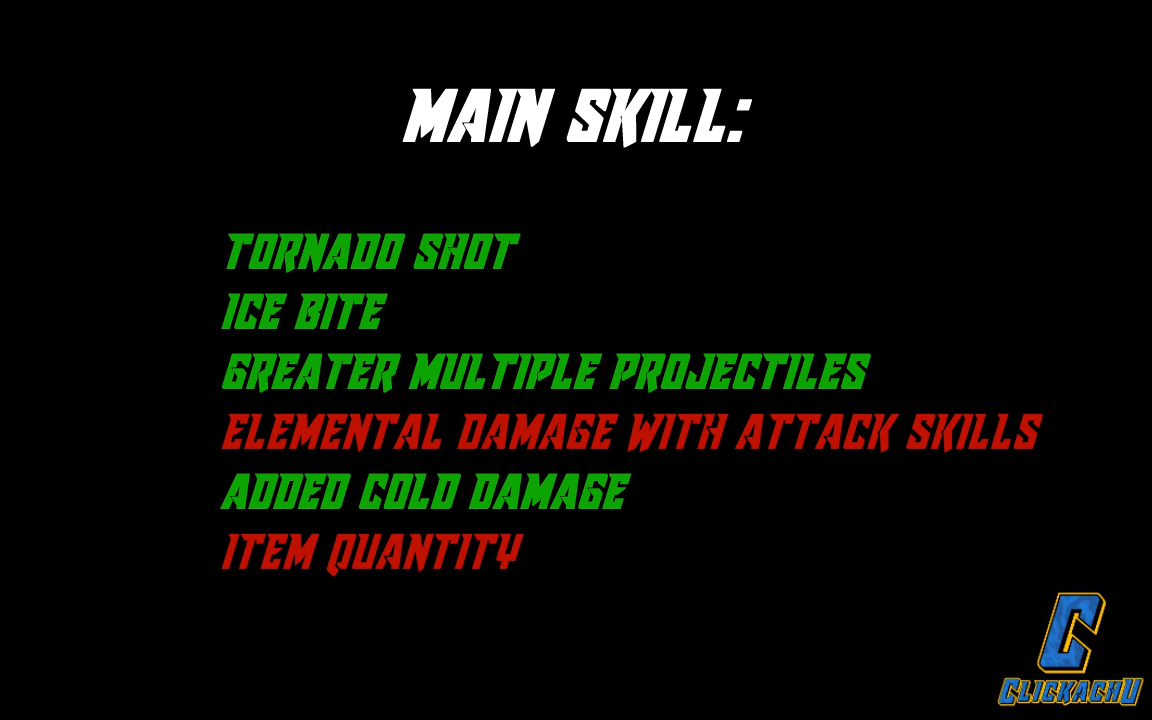 MAIN SKILL:
TORNADO SHOT
ICE BITE
GREATER MULTIPLE PROJECTILES
ELEMENTAL DAMAGE WITH ATTACK SKILLS
ADDED COLD DAMAGE
ITEM QUANTITY
C
CLICKACHU